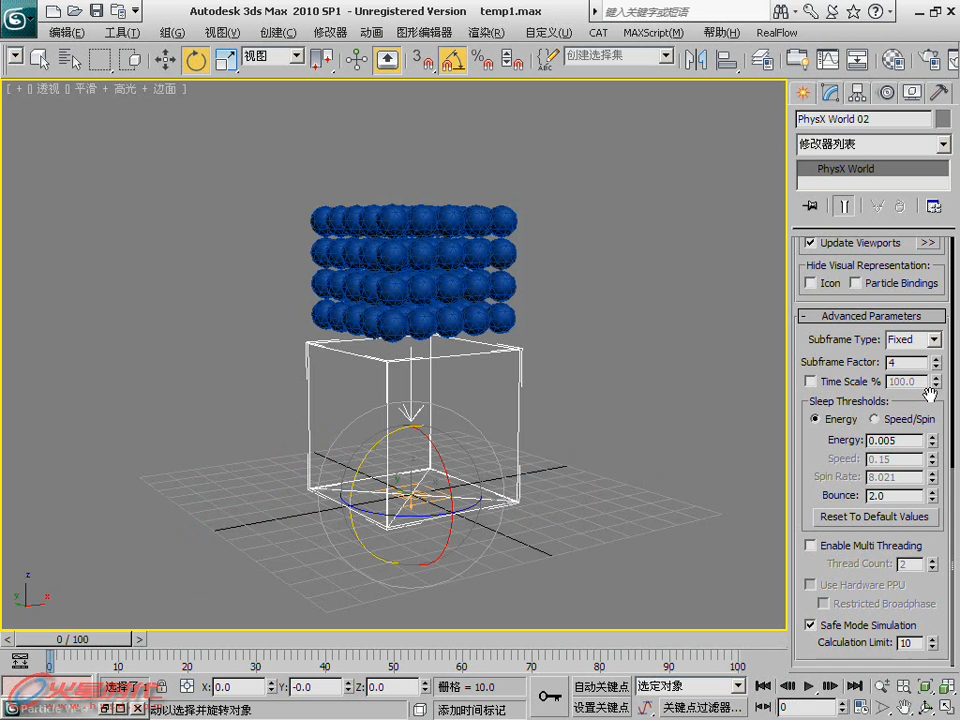 Autodesk 3ds Max 2010 SP1 - Unregistered Version temp1.max
键入关键字或短语
编辑(E) 工具(T) 组(G) 视图(V) 创建(C) 修改器 动画 图形编辑器 渲染(R) 自定义(U) CAT MAXScript(M) 帮助(H) RealFlow
视图 3 创建选择集
[ + [] 透视 [] 平滑 + 高光 + 边面 ]
PhysX World 02
修改器列表
PhysX World
Update Viewports >>
Hide Visual Representation:
Icon Particle Bindings
- Advanced Parameters
Subframe Type: Fixed
Subframe Factor: 4
Time Scale % 100.0
Sleep Thresholds:
Energy Speed/Spin
Energy: 0.005
Speed: 0.15
Spin Rate: 8.021
Bounce: 2.0
Reset To Default Values
Enable Multi Threading
Thread Count: 2
Use Hardware PPU
Restricted Broadphase
Safe Mode Simulation
Calculation Limit: 10
z
y x
< 0 / 100 >
0 10 20 30 40 50 60 70 80 90 100
选择了 1 X: 0.0 Y: -0.0 Z: 0.0 栅格 = 10.0 自动关键点 选定对象
动以选择并旋转对象 添加时间标记 设置关键点 关键点过滤器... 0